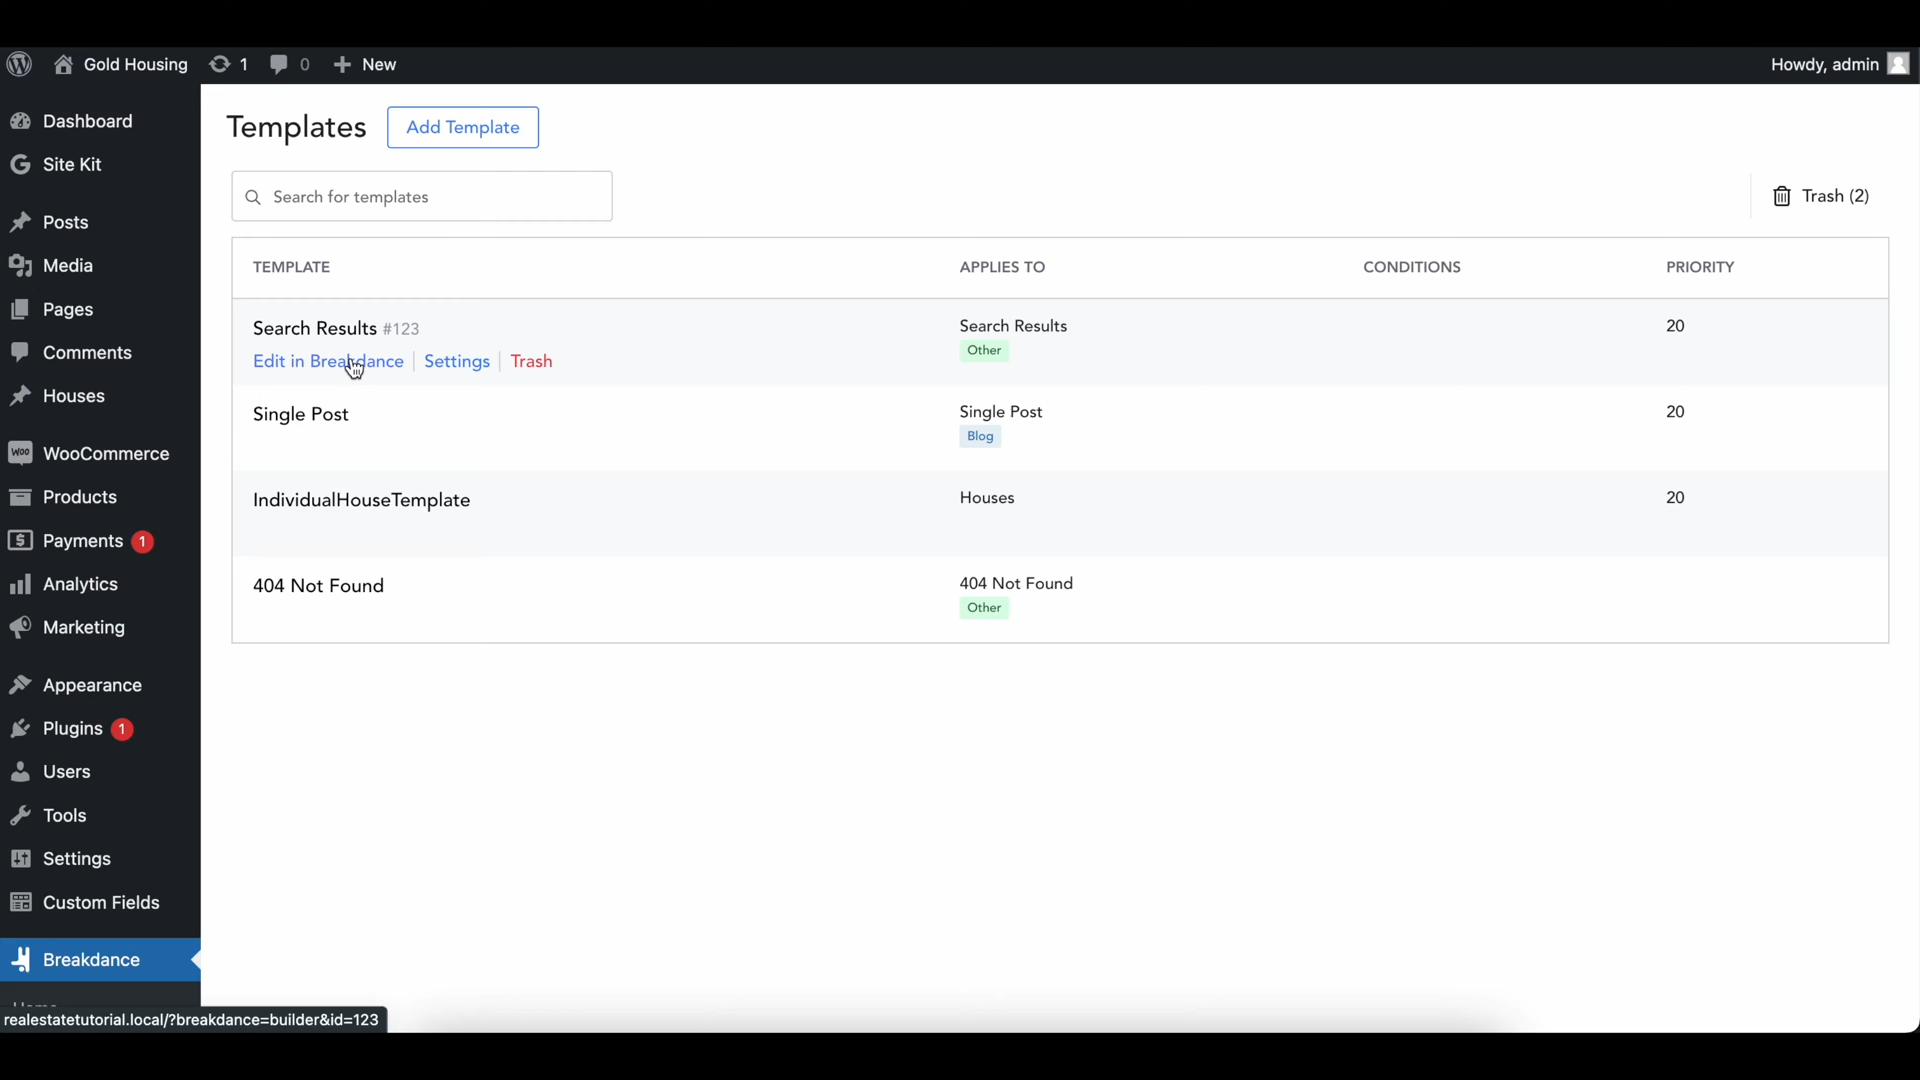 Gold Housing 1 0 New Howdy, admin
Dashboard
Site Kit
Posts
Media
Pages
Comments
Houses
WOO WooCommerce
Products
Payments 1
Analytics
Marketing
Appearance
Plugins 1
Users
Tools
Settings
Custom Fields
Breakdance
Home
realestatetutorial.local/?breakdance=builder&id=123
Templates Add Template
Search for templates Trash (2)
TEMPLATE APPLIES TO CONDITIONS PRIORITY
Search Results #123 Search Results 20
Edit in Breakdance Settings Trash Other
Single Post Single Post 20
Blog
IndividualHouseTemplate Houses 20
404 Not Found 404 Not Found
Other